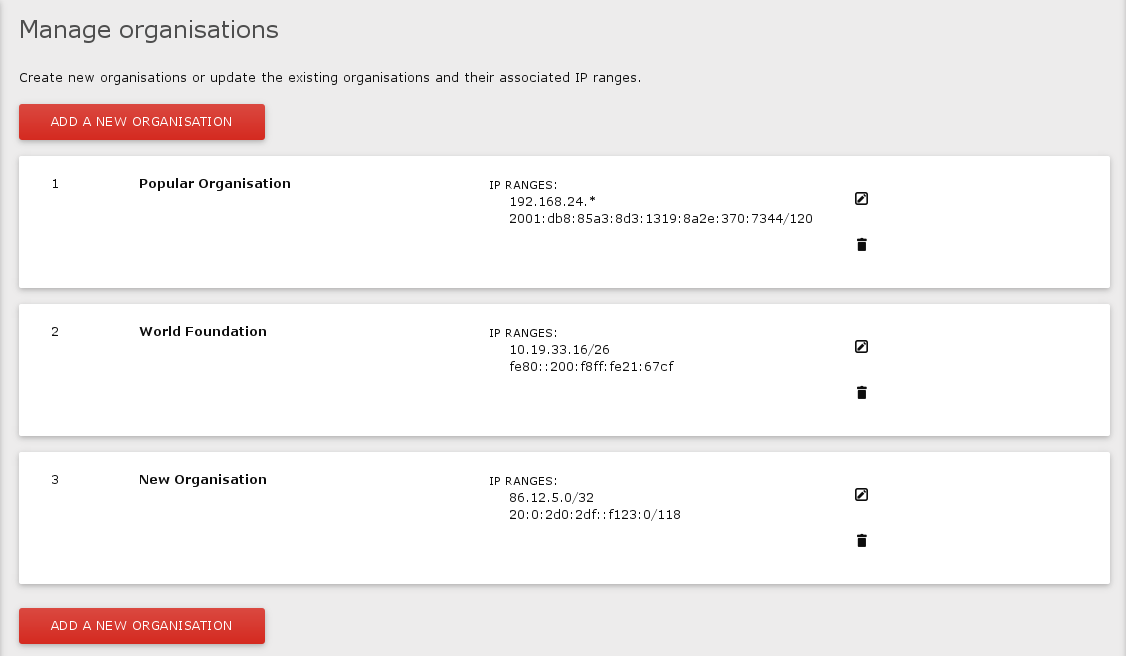 Manage organisations
Create new organisations or update the existing organisations and their associated IP ranges.
ADD A NEW ORGANISATION
1
Popular Organisation
IP RANGES:
192.168.24.*
2001:db8:85a3:8d3:1319:8a2e:370:7344/120
2
World Foundation
IP RANGES:
10.19.33.16/26
fe80::200:f8ff:fe21:67cf
3
New Organisation
IP RANGES:
86.12.5.0/32
20:0:2d0:2df::f123:0/118
ADD A NEW ORGANISATION